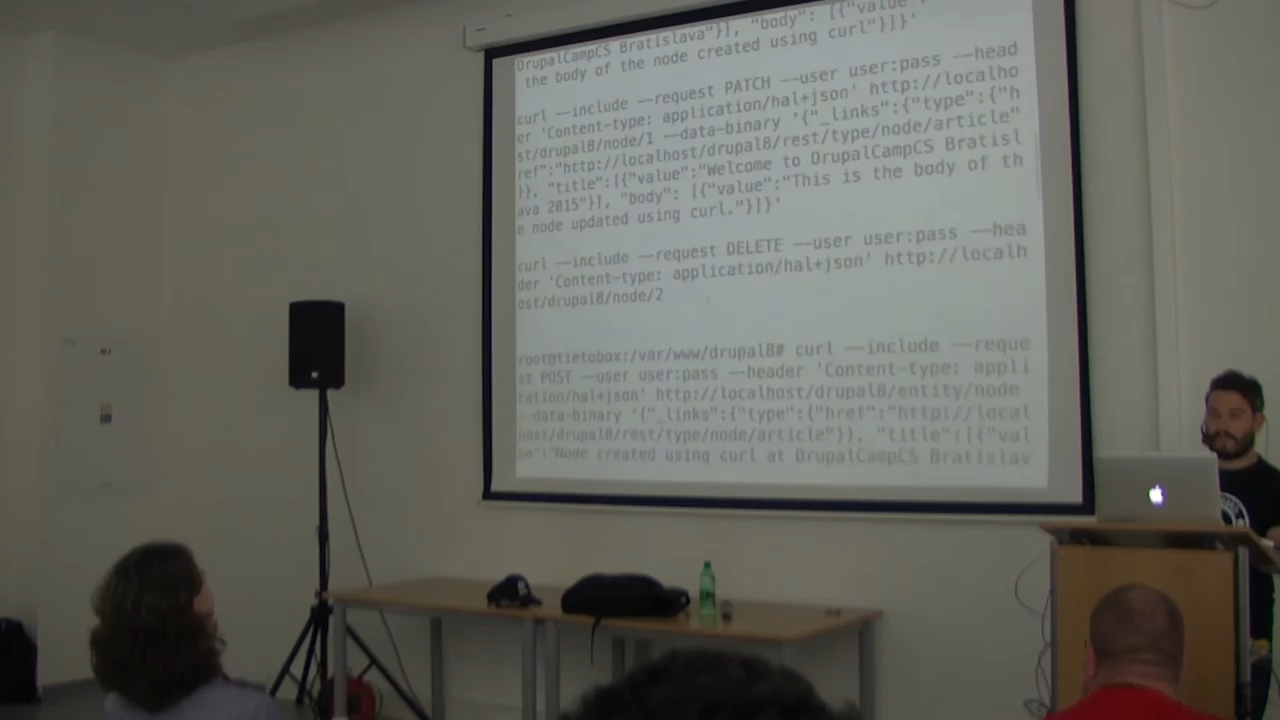 DrupalCampCS Bratislava"}], "body": [{"value"
the body of the node created using curl"}]}'
curl --include --request PATCH --user user:pass --head
er 'Content-type: application/hal+json' http://localho
st/drupal8/node/1 --data-binary '{"_links":{"type":{"h
ref":"http://localhost/drupal8/rest/type/node/article"
}}, "title":[{"value":"Welcome to DrupalCampCS Bratisl
ava 2015"}], "body": [{"value":"This is the body of th
e node updated using curl."}]}'
curl --include --request DELETE --user user:pass --hea
der 'Content-type: application/hal+json' http://localh
ost/drupal8/node/2
root@tietobox:/var/www/drupal8# curl --include --reque
st POST --user user:pass --header 'Content-type: appli
cation/hal+json' http://localhost/drupal8/entity/node
--data-binary '{"_links":{"type":{"href":"http://local
host/drupal8/rest/type/node/article"}}, "title":[{"val
ue":"Node created using curl at DrupalCampCS Bratislav